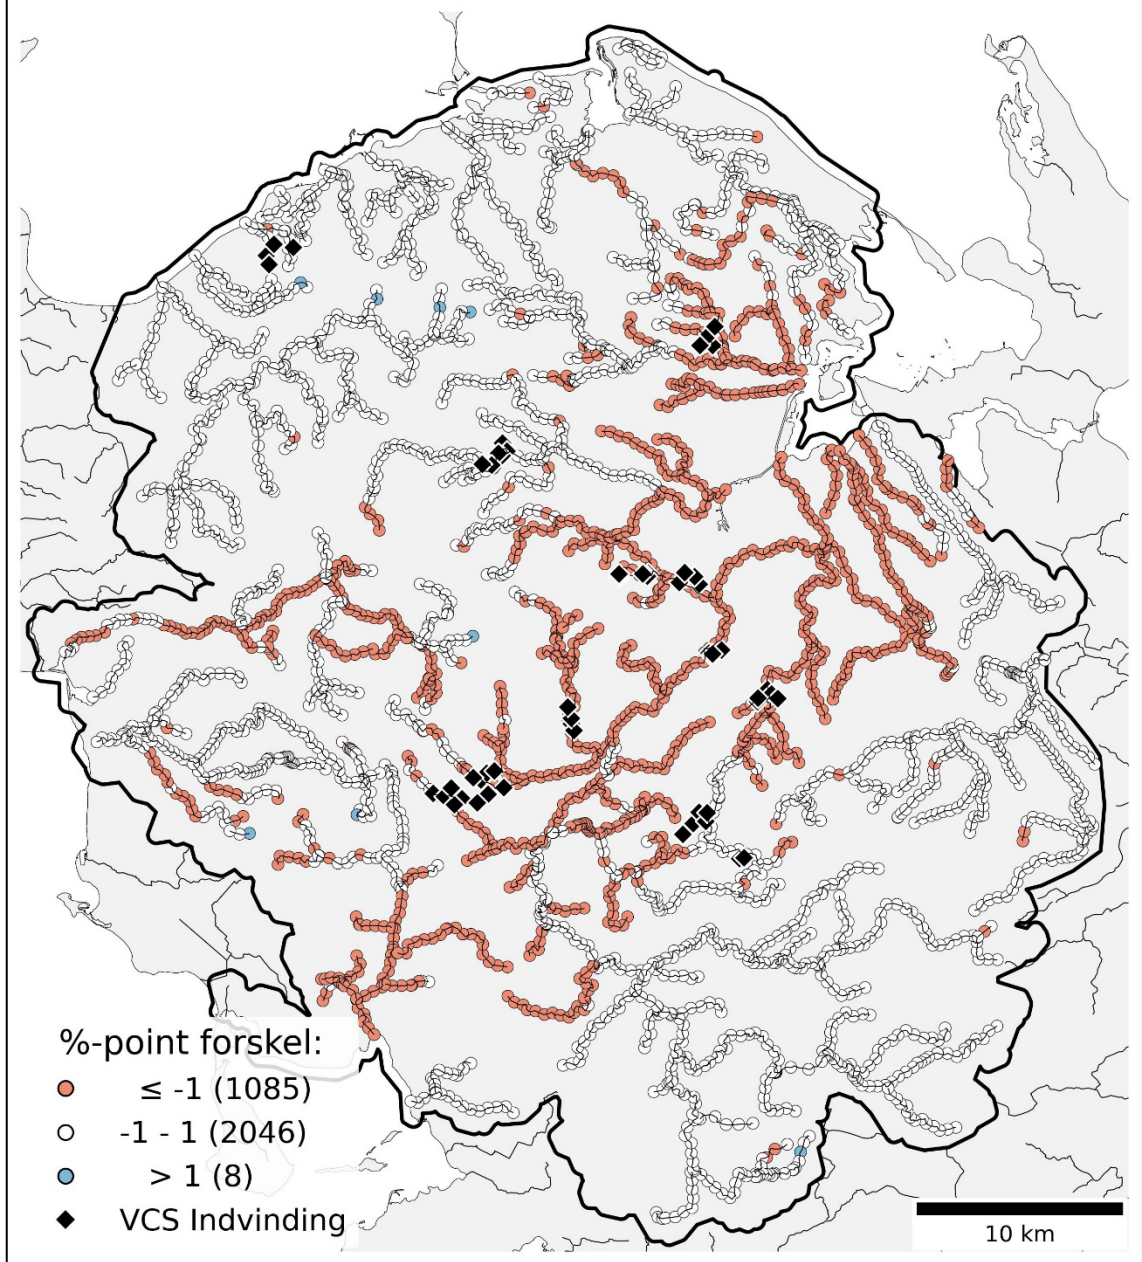 %-point forskel:
≤ -1 (1085)
-1 - 1 (2046)
> 1 (8)
VCS Indvinding
10 km